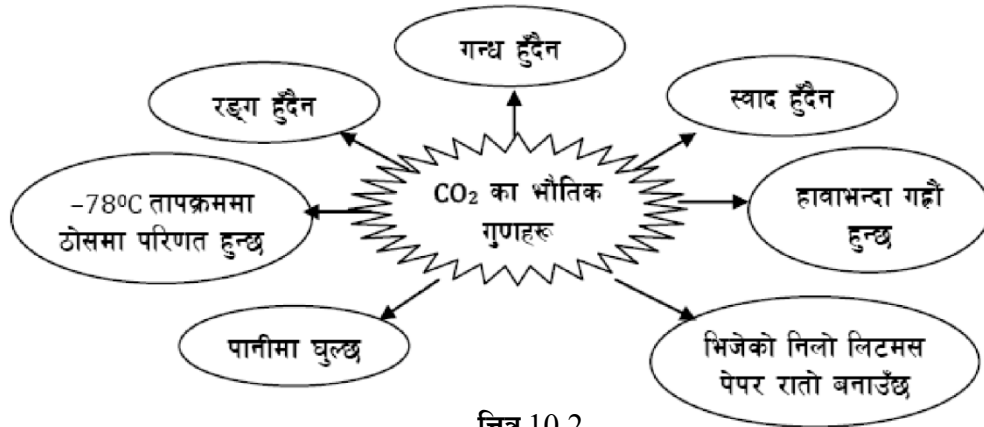 गन्ध हुँदैन
रङ्ग हुँदैन
स्वाद हुँदैन
CO₂ का भौतिक
गुणहरू
–78⁰C तापक्रममा
ठोसमा परिणत हुन्छ
हावाभन्दा गह्रौँ
हुन्छ
पानीमा घुल्छ
भिजेको निलो लिटमस
पेपर रातो बनाउँछ
चित्र 10.2